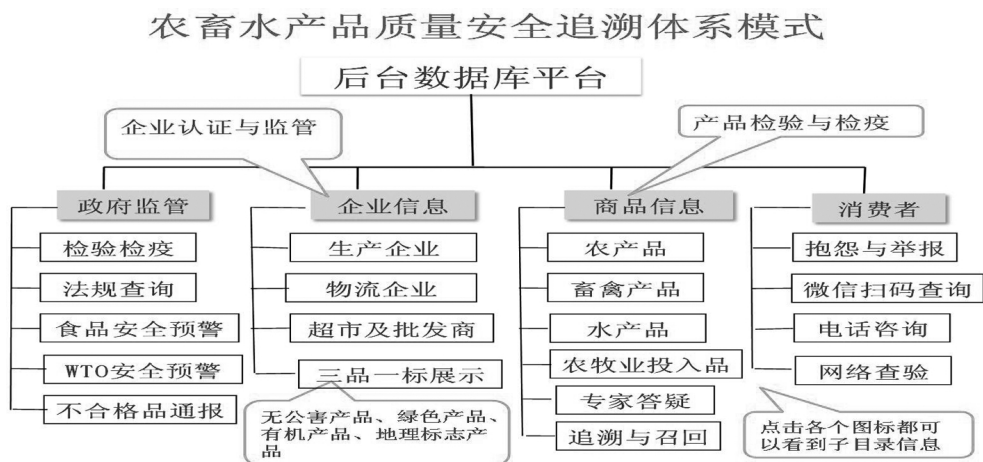 农畜水产品质量安全追溯体系模式
后台数据库平台
企业认证与监管
产品检验与检疫
政府监管
检验检疫
法规查询
食品安全预警
WTO安全预警
不合格品通报
企业信息
生产企业
物流企业
超市及批发商
三品一标展示
无公害产品、绿色产品、
有机产品、地理标志产
品
商品信息
农产品
畜禽产品
水产品
农牧业投入品
专家答疑
追溯与召回
消费者
抱怨与举报
微信扫码查询
电话咨询
网络查验
点击各个图标都可
以看到子目录信息